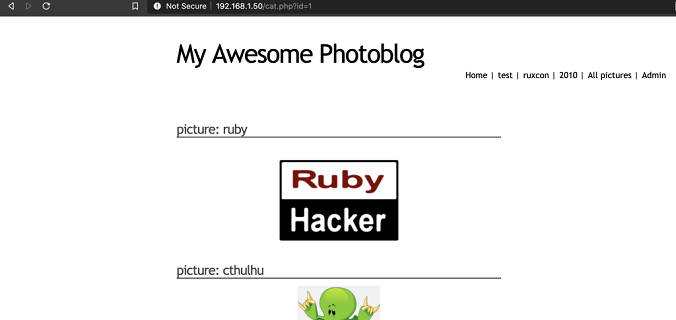 Not Secure | 192.168.1.50/cat.php?id=1
My Awesome Photoblog
Home | test | ruxcon | 2010 | All pictures | Admin
picture: ruby
Ruby
Hacker
picture: cthulhu